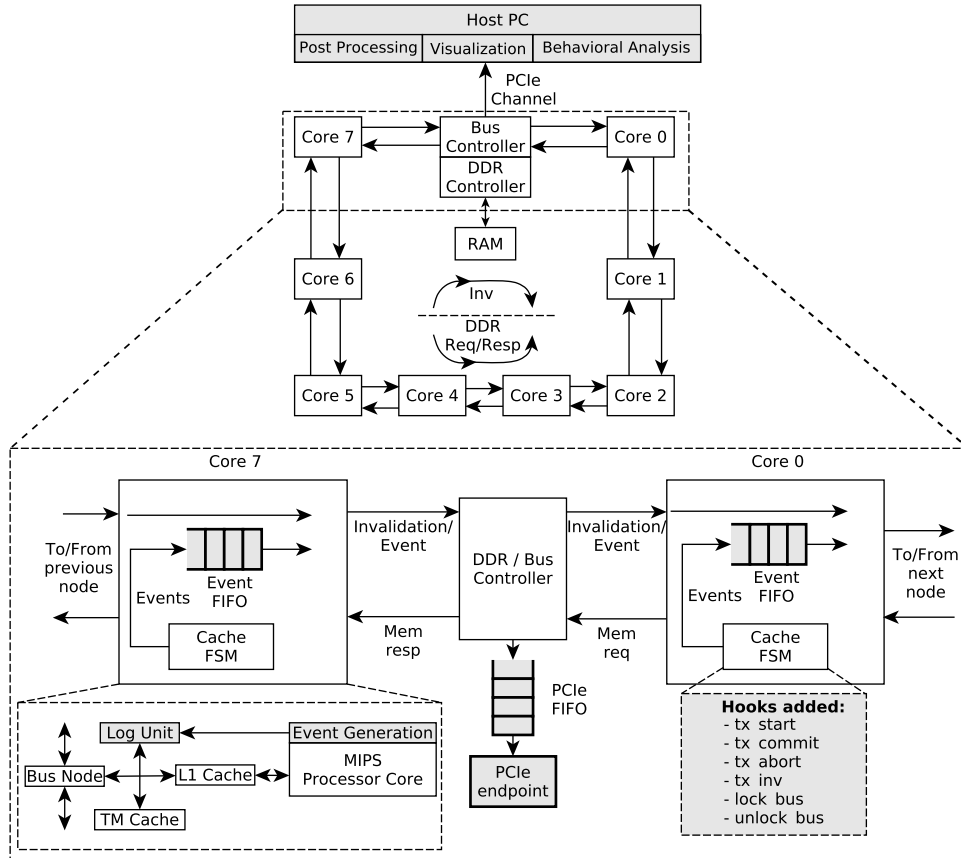 Host PC
Post Processing
Visualization
Behavioral Analysis
PCIe
Channel
Core 7
Bus
Controller
Core 0
DDR
Controller
RAM
Core 6
Core 1
Inv
DDR
Req/Resp
Core 5
Core 4
Core 3
Core 2
Core 7
Core 0
To/From
previous
node
Event
FIFO
Events
Cache
FSM
Invalidation/
Event
DDR / Bus
Controller
Invalidation/
Event
Mem
resp
Mem
req
Event
FIFO
Events
Cache
FSM
To/From
next
node
PCIe
FIFO
PCIe
endpoint
Log Unit
Event Generation
MIPS
Processor Core
Bus Node
L1 Cache
TM Cache
Hooks added:
- tx start
- tx commit
- tx abort
- tx inv
- lock bus
- unlock bus